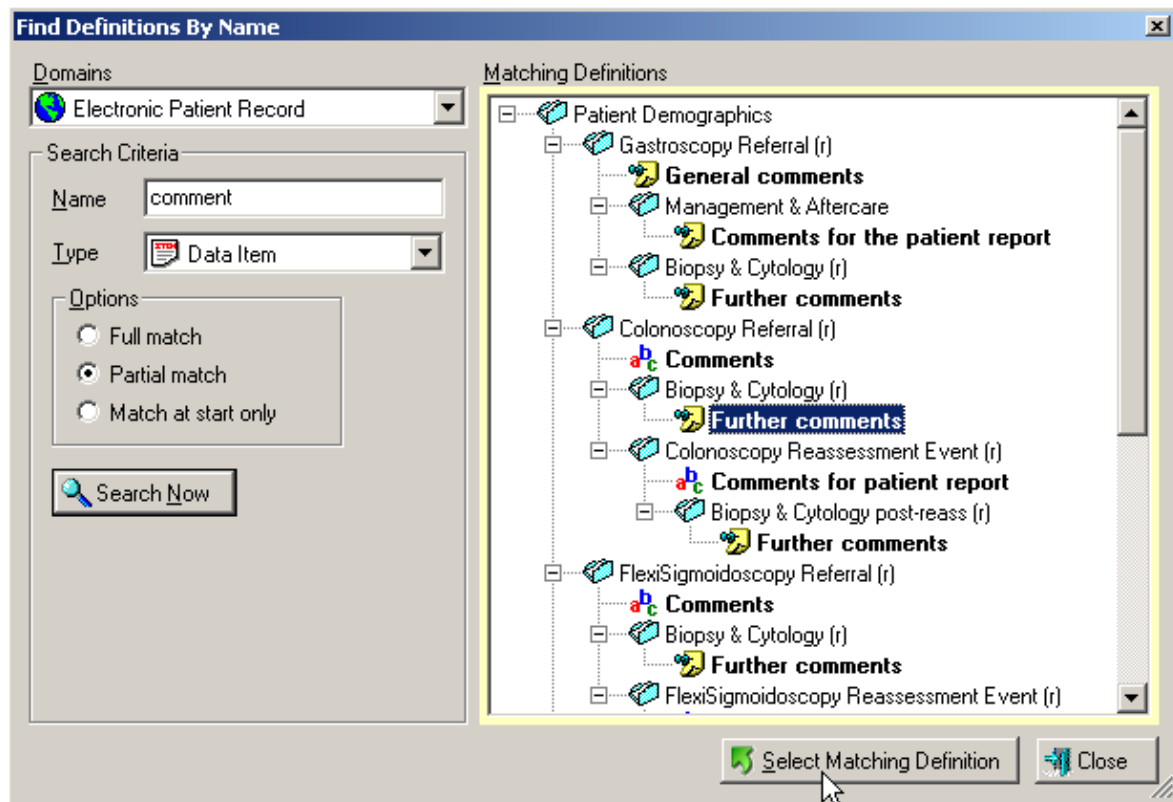 Find Definitions By Name
Domains
Electronic Patient Record
Search Criteria
Name
comment
Type
Data Item
Options
Full match
Partial match
Match at start only
Search Now
Matching Definitions
Patient Demographics
Gastroscopy Referral (r)
General comments
Management & Aftercare
Comments for the patient report
Biopsy & Cytology (r)
Further comments
Colonoscopy Referral (r)
abc Comments
Biopsy & Cytology (r)
Further comments
Colonoscopy Reassessment Event (r)
abc Comments for patient report
Biopsy & Cytology post-reass (r)
Further comments
FlexiSigmoidoscopy Referral (r)
abc Comments
Biopsy & Cytology (r)
Further comments
FlexiSigmoidoscopy Reassessment Event (r)
Select Matching Definition
Close